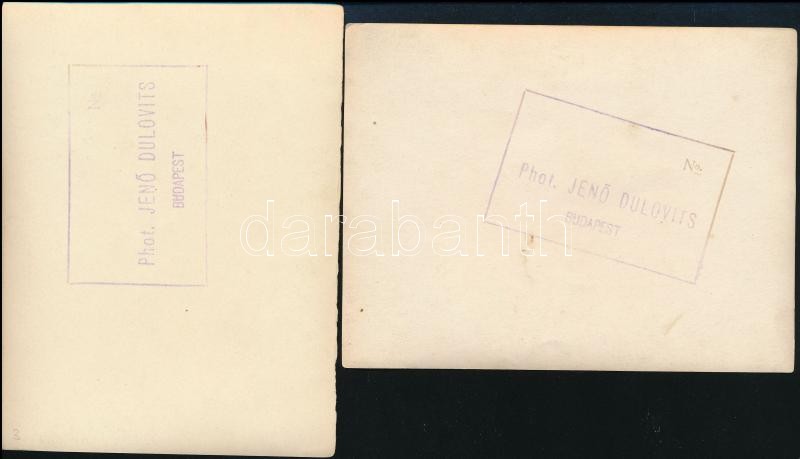 No.
Phot. JENŐ DULOVITS
BUDAPEST
No.
Phot. JENŐ DULOVITS
BUDAPEST
darabanth